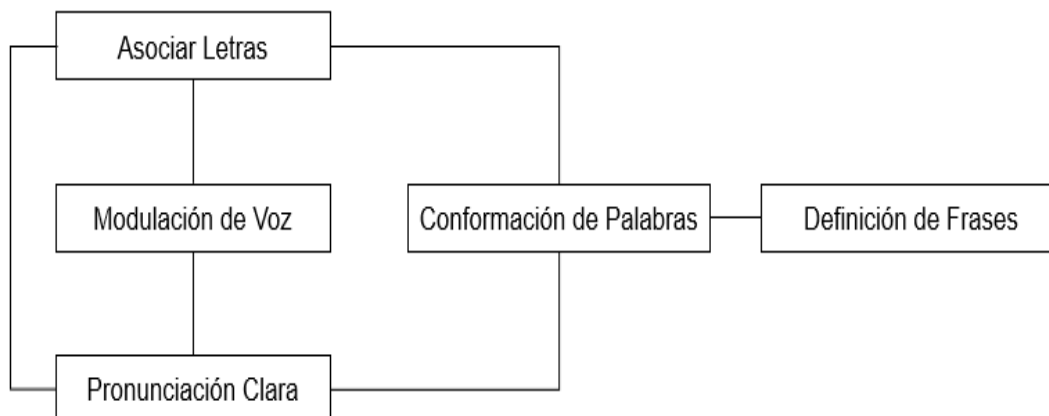 Asociar Letras
Modulación de Voz
Conformación de Palabras
Definición de Frases
Pronunciación Clara